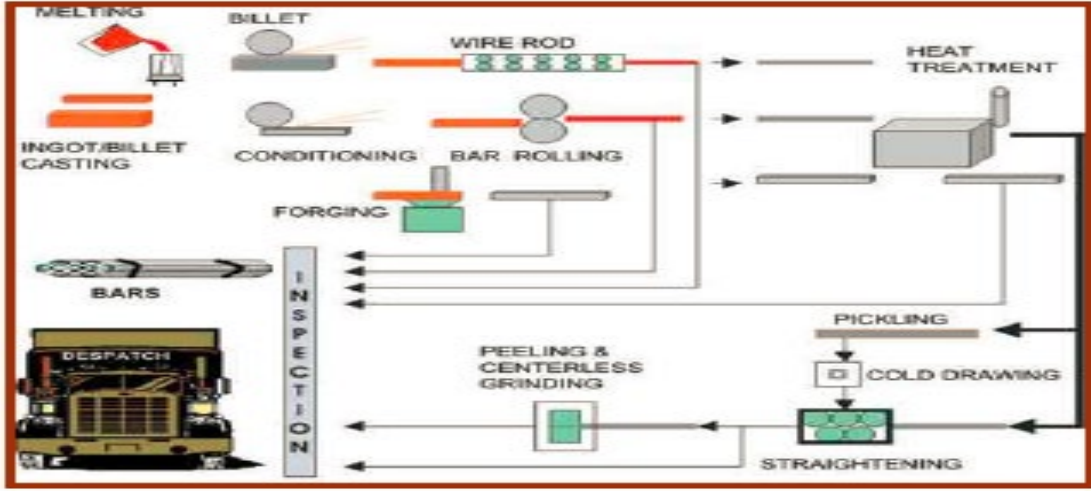 MELTING
BILLET
WIRE ROD
HEAT
TREATMENT
INGOT/BILLET
CASTING
CONDITIONING
BAR ROLLING
FORGING
BARS
INSPECTION
DESPATCH
PICKLING
PEELING &
CENTERLESS
GRINDING
COLD DRAWING
STRAIGHTENING